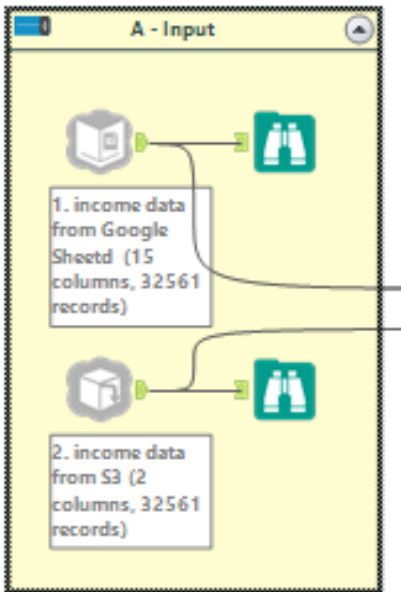 A - Input
1. income data
from Google
Sheetd (15
columns, 32561
records)
2. income data
from S3 (2
columns, 32561
records)